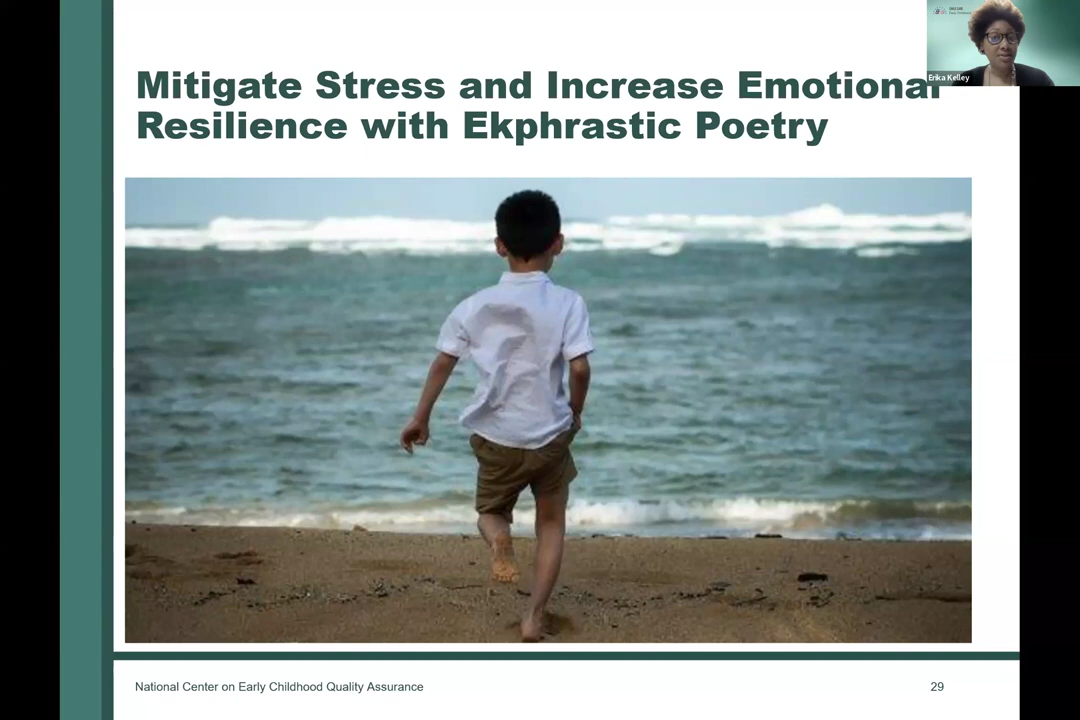 Mitigate Stress and Increase Emotional
Resilience with Ekphrastic Poetry
Erika Kelley
National Center on Early Childhood Quality Assurance
29